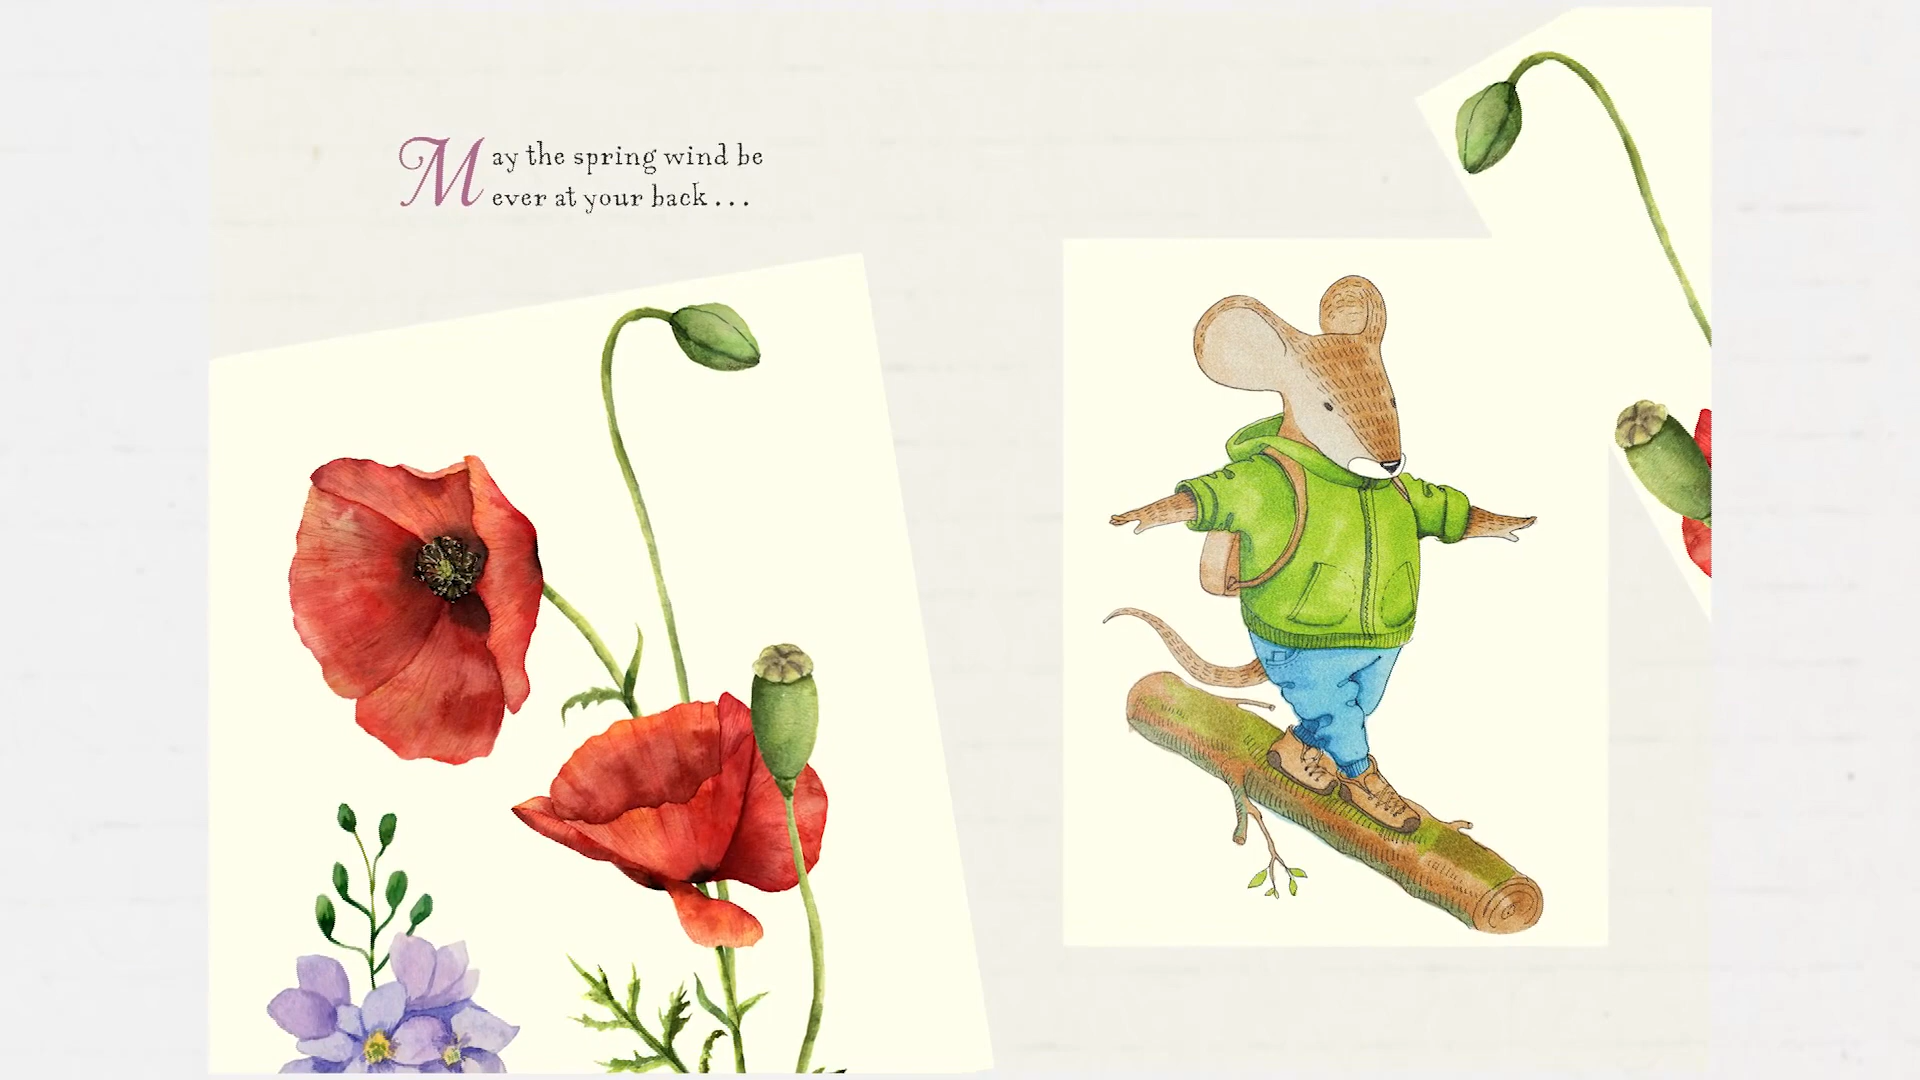 May the spring wind be
ever at your back . . .